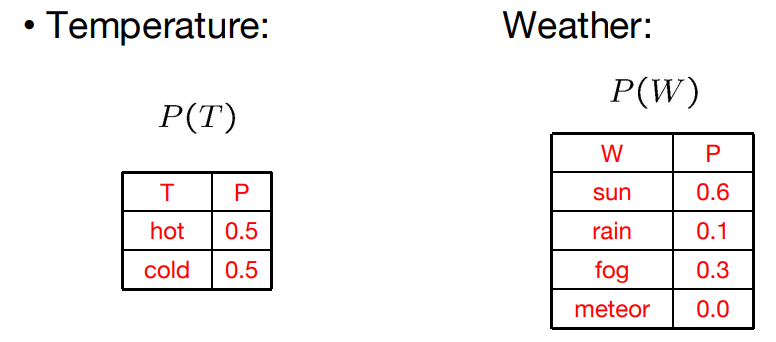 • Temperature:
P(T)
T P
hot 0.5
cold 0.5
Weather:
P(W)
W P
sun 0.6
rain 0.1
fog 0.3
meteor 0.0